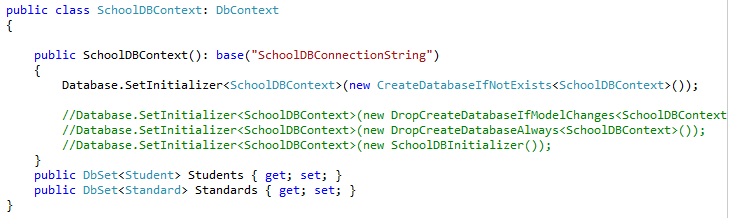 public class SchoolDBContext: DbContext
{
public SchoolDBContext(): base("SchoolDBConnectionString")
{
Database.SetInitializer<SchoolDBContext>(new CreateDatabaseIfNotExists<SchoolDBContext>());
//Database.SetInitializer<SchoolDBContext>(new DropCreateDatabaseIfModelChanges<SchoolDBContext
//Database.SetInitializer<SchoolDBContext>(new DropCreateDatabaseAlways<SchoolDBContext>());
//Database.SetInitializer<SchoolDBContext>(new SchoolDBInitializer());
}
public DbSet<Student> Students { get; set; }
public DbSet<Standard> Standards { get; set; }
}